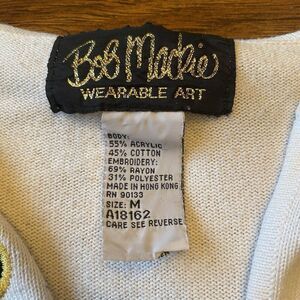 Bob Mackie
WEARABLE ART
BODY:
55% ACRYLIC
45% COTTON
EMBROIDERY:
69% RAYON
31% POLYESTER
MADE IN HONG KONG
RN 90133
SIZE: M
A18162
CARE SEE REVERSE